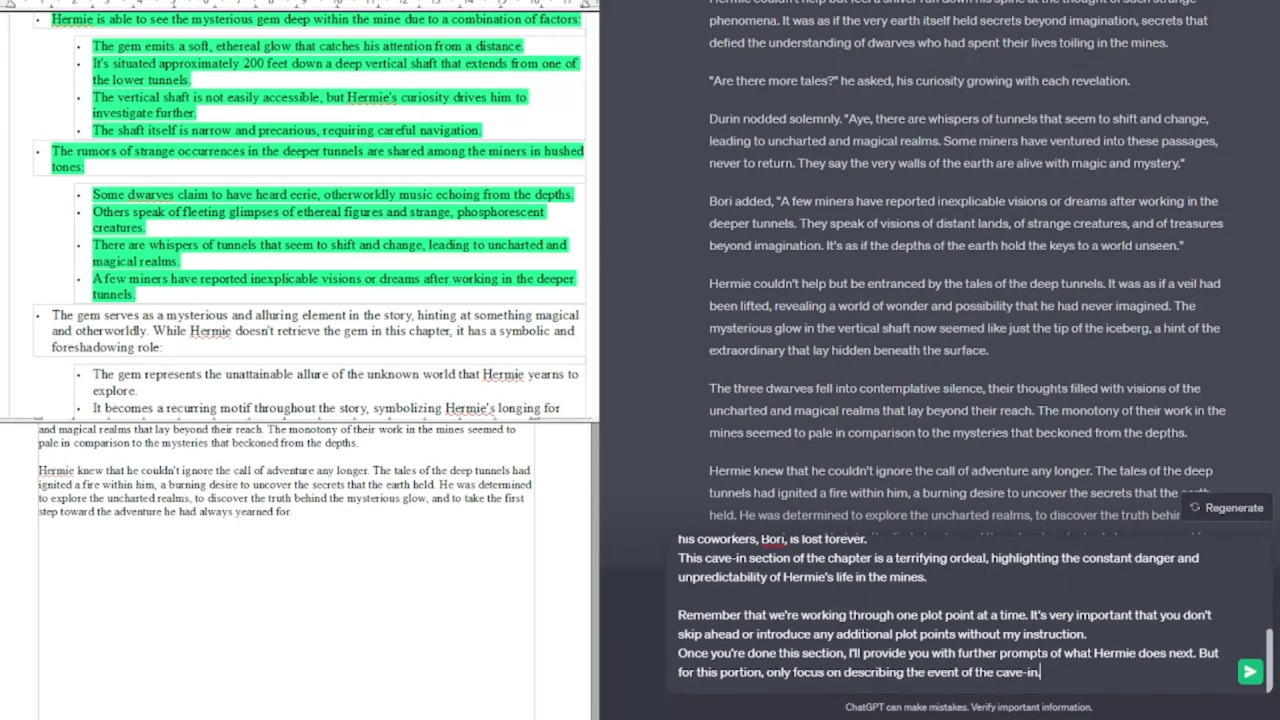 Hermie is able to see the mysterious gem deep within the mine due to a combination of factors:
• The gem emits a soft, ethereal glow that catches his attention from a distance.
• It's situated approximately 200 feet down a deep vertical shaft that extends from one of
the lower tunnels.
• The vertical shaft is not easily accessible, but Hermie's curiosity drives him to
investigate further.
• The shaft itself is narrow and precarious, requiring careful navigation.
• The rumors of strange occurrences in the deeper tunnels are shared among the miners in hushed
tones:
• Some dwarves claim to have heard eerie, otherworldly music echoing from the depths.
• Others speak of fleeting glimpses of ethereal figures and strange, phosphorescent
creatures.
• There are whispers of tunnels that seem to shift and change, leading to uncharted and
magical realms.
• A few miners have reported inexplicable visions or dreams after working in the deeper
tunnels.
• The gem serves as a mysterious and alluring element in the story, hinting at something magical
and otherworldly. While Hermie doesn't retrieve the gem in this chapter, it has a symbolic and
foreshadowing role:
• The gem represents the unattainable allure of the unknown world that Hermie yearns to
explore.
• It becomes a recurring motif throughout the story, symbolizing Hermie's longing for
and magical realms that lay beyond their reach. The monotony of their work in the mines seemed to
pale in comparison to the mysteries that beckoned from the depths.
Hermie knew that he couldn't ignore the call of adventure any longer. The tales of the deep tunnels had
ignited a fire within him, a burning desire to uncover the secrets that the earth held. He was determined
to explore the uncharted realms, to discover the truth behind the mysterious glow, and to take the first
step toward the adventure he had always yearned for.
phenomena. It was as if the very earth itself held secrets beyond imagination, secrets that
defied the understanding of dwarves who had spent their lives toiling in the mines.
"Are there more tales?" he asked, his curiosity growing with each revelation.
Durin nodded solemnly. "Aye, there are whispers of tunnels that seem to shift and change,
leading to uncharted and magical realms. Some miners have ventured into these passages,
never to return. They say the very walls of the earth are alive with magic and mystery."
Bori added, "A few miners have reported inexplicable visions or dreams after working in the
deeper tunnels. They speak of visions of distant lands, of strange creatures, and of treasures
beyond imagination. It's as if the depths of the earth hold the keys to a world unseen."
Hermie couldn't help but be entranced by the tales of the deep tunnels. It was as if a veil had
been lifted, revealing a world of wonder and possibility that he had never imagined. The
mysterious glow in the vertical shaft now seemed like just the tip of the iceberg, a hint of the
extraordinary that lay hidden beneath the surface.
The three dwarves fell into contemplative silence, their thoughts filled with visions of the
uncharted and magical realms that lay beyond their reach. The monotony of their work in the
mines seemed to pale in comparison to the mysteries that beckoned from the depths.
Hermie knew that he couldn't ignore the call of adventure any longer. The tales of the deep
tunnels had ignited a fire within him, a burning desire to uncover the secrets that the earth
held. He was determined to explore the uncharted realms, to discover the truth behind
Regenerate
his coworkers, Bori, is lost forever.
This cave-in section of the chapter is a terrifying ordeal, highlighting the constant danger and
unpredictability of Hermie's life in the mines.
Remember that we're working through one plot point at a time. It's very important that you don't
skip ahead or introduce any additional plot points without my instruction.
Once you're done this section, I'll provide you with further prompts of what Hermie does next. But
for this portion, only focus on describing the event of the cave-in.
ChatGPT can make mistakes. Verify important information.